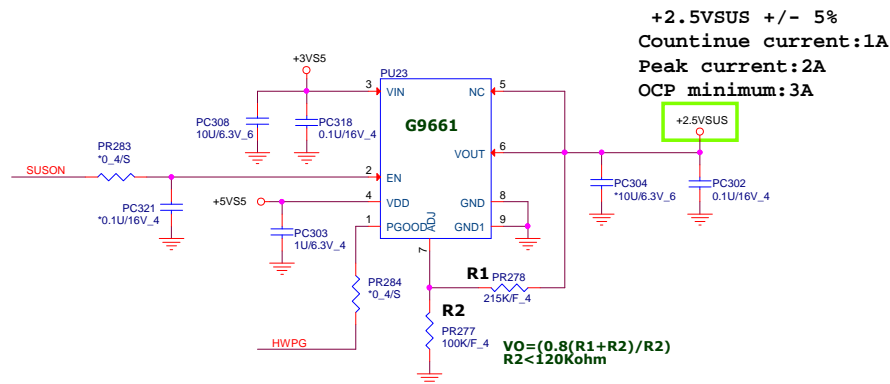 +2.5VSUS +/- 5%
Countinue current:1A
Peak current:2A
OCP minimum:3A
+3VS5
PU23
3
VIN
NC
5
PC308
10U/6.3V_6
PC318
0.1U/16V_4
G9661
+2.5VSUS
PR283
*0_4/S
VOUT
6
SUSON
2
EN
PC304
*10U/6.3V_6
PC302
0.1U/16V_4
PC321
*0.1U/16V_4
+5VS5
4
VDD
GND
8
1
PGOOD
ADJ
GND1
9
PC303
1U/6.3V_4
7
R1
PR278
215K/F_4
PR284
*0_4/S
R2
PR277
100K/F_4
HWPG
VO=(0.8(R1+R2)/R2)
R2<120Kohm